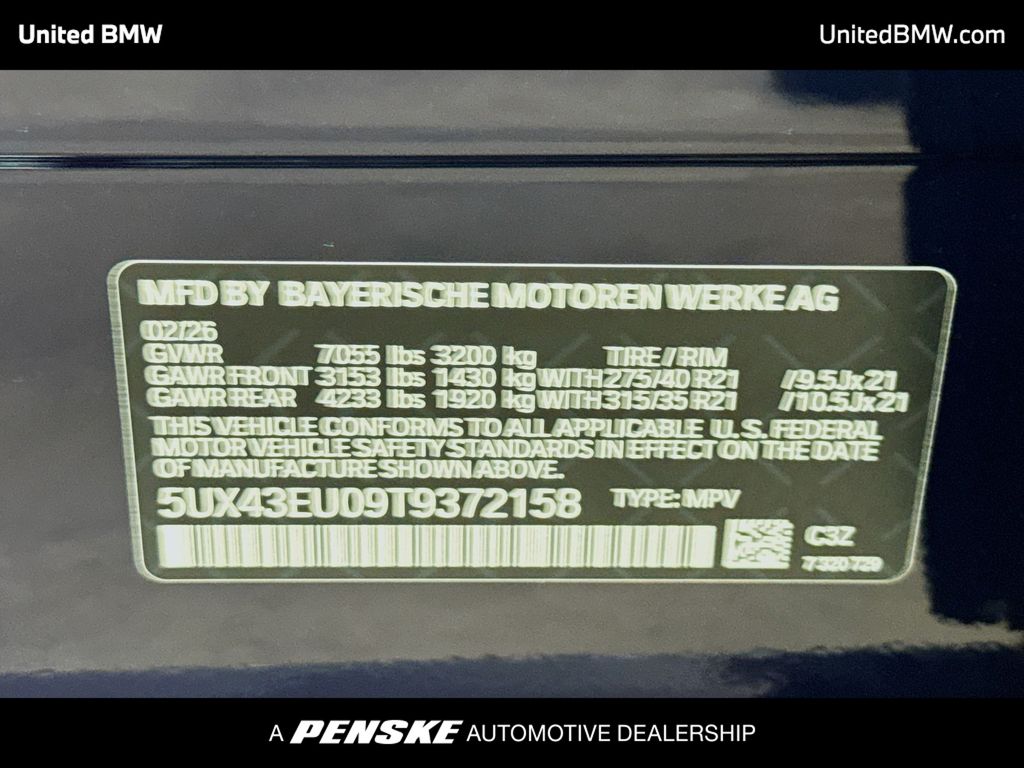 United BMW
UnitedBMW.com
MFD BY BAYERISCHE MOTOREN WERKE AG
02/26
GVWR 7055 lbs 3200 kg TIRE / RIM
GAWR FRONT 3153 lbs 1430 kg WITH 275/40 R21 / 9.5Jx21
GAWR REAR 4233 lbs 1920 kg WITH 315/35 R21 / 10.5Jx21
THIS VEHICLE CONFORMS TO ALL APPLICABLE U.S. FEDERAL
MOTOR VEHICLE SAFETY STANDARDS IN EFFECT ON THE DATE
OF MANUFACTURE SHOWN ABOVE.
5UX43EU09T9372158 TYPE: MPV
C3Z
7320729
A PENSKE AUTOMOTIVE DEALERSHIP